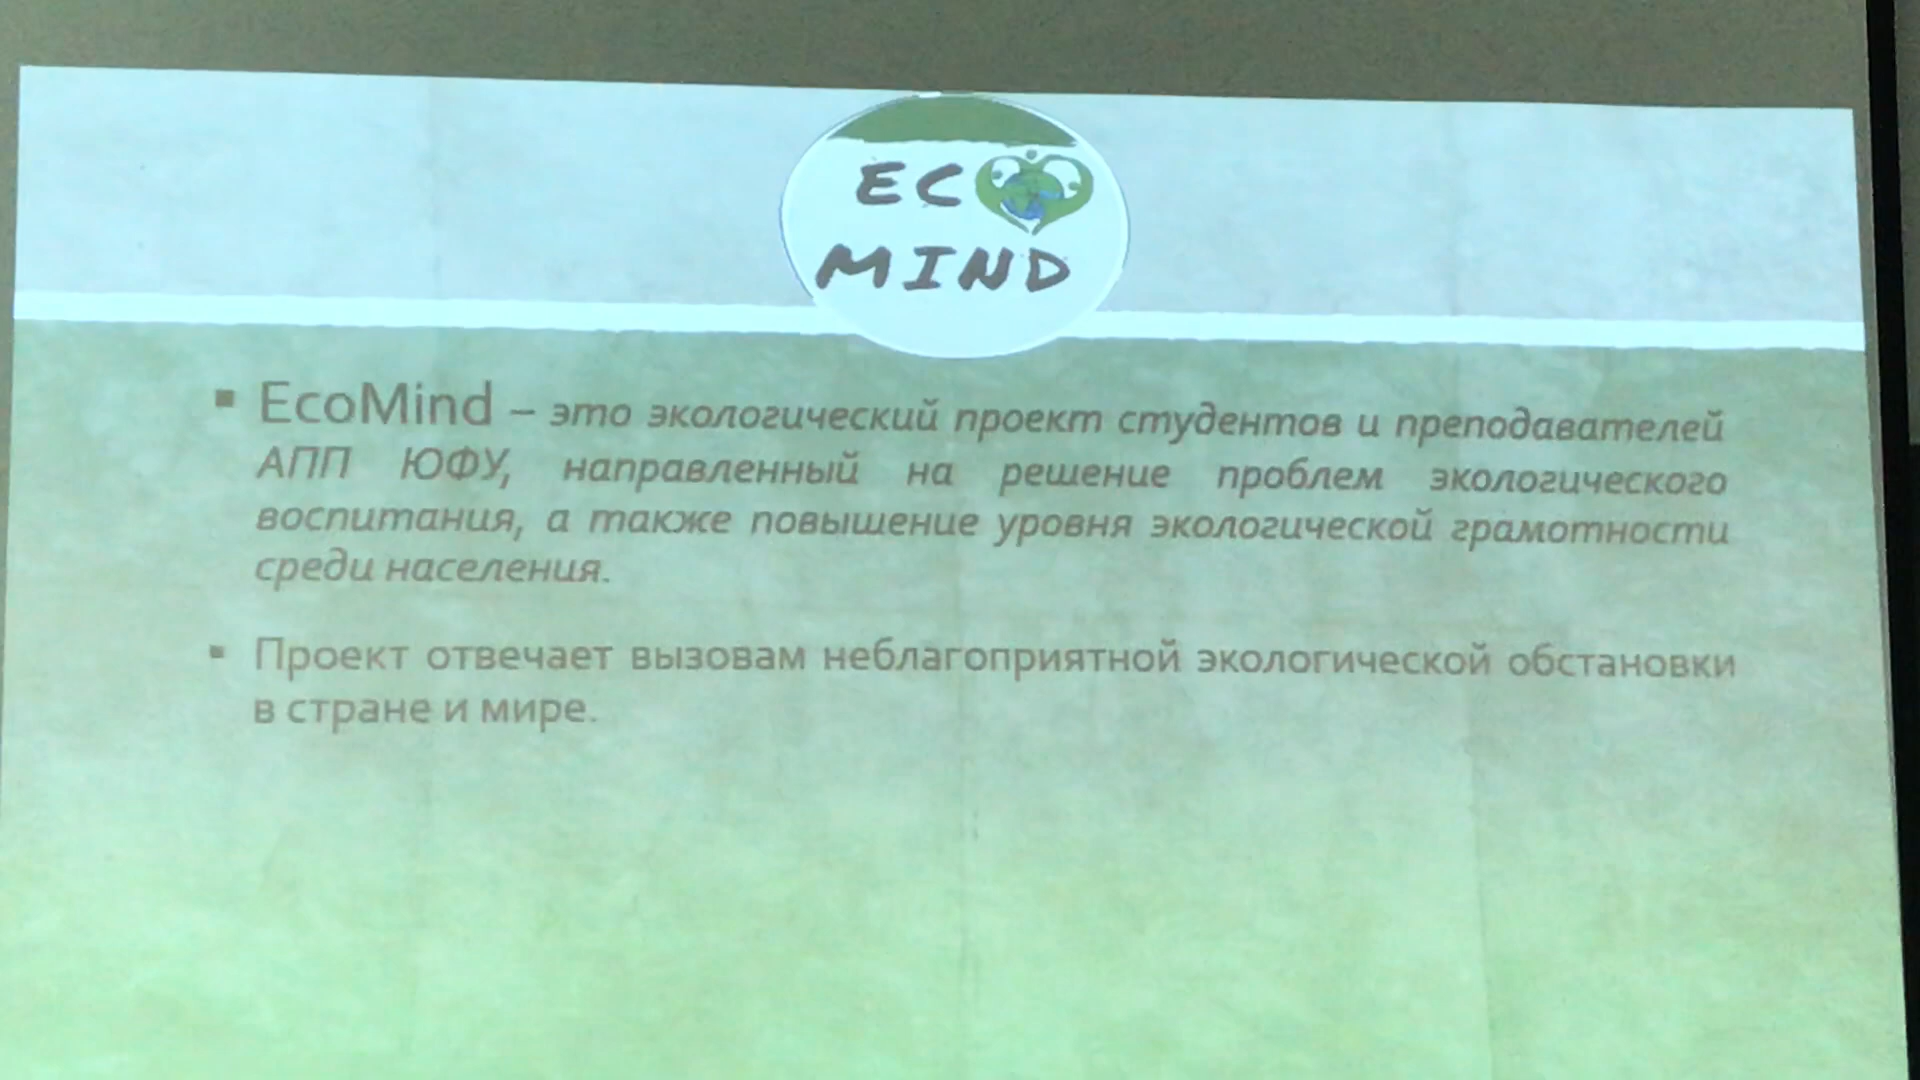 ECO
MIND
▪ EcoMind – это экологический проект студентов и преподавателей
АПП ЮФУ, направленный на решение проблем экологического
воспитания, а также повышение уровня экологической грамотности
среди населения.
▪ Проект отвечает вызовам неблагоприятной экологической обстановки
в стране и мире.